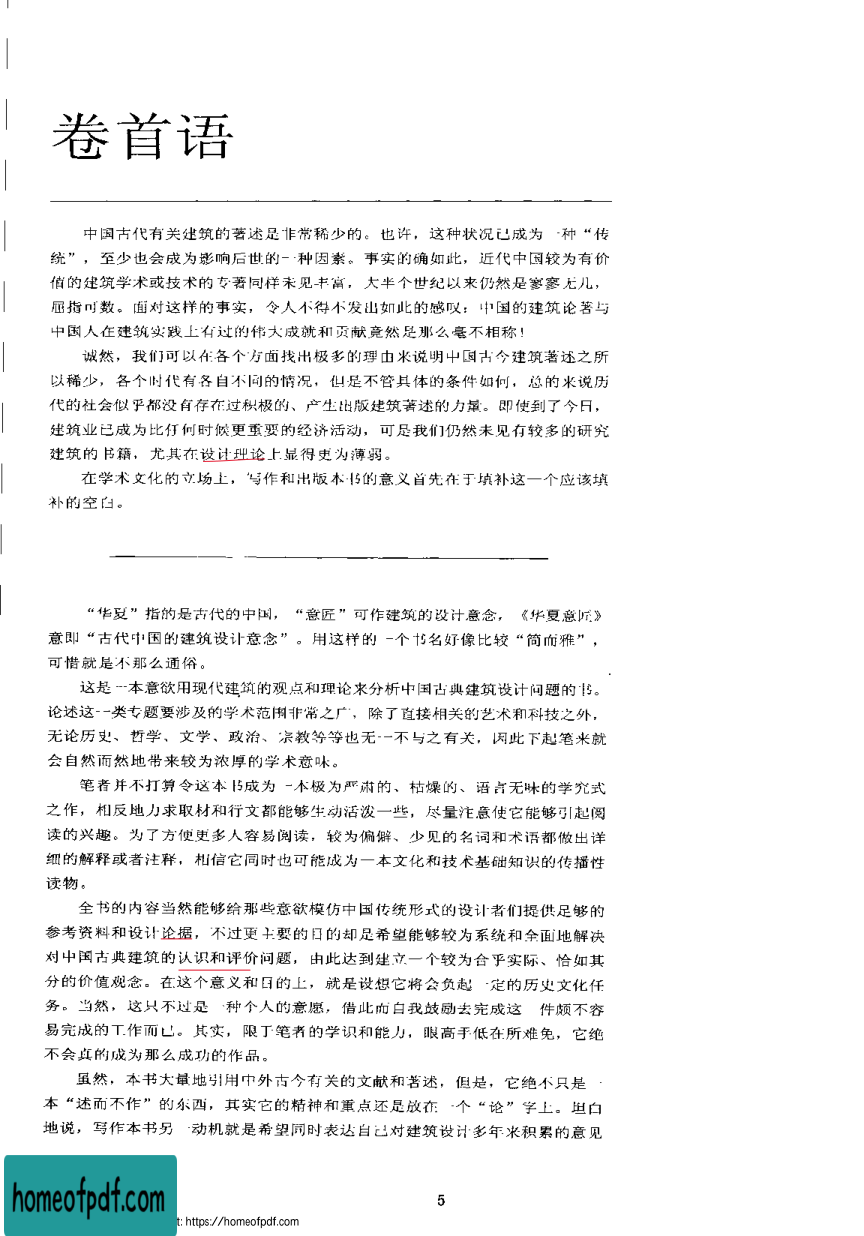 卷首语
中国古代有关建筑的著述是非常稀少的。也许，这种状况已成为一种“传
统”，至少也会成为影响后世的一种因素。事实的确如此，近代中国较为有价
值的建筑学术或技术的专著同样未见丰富，大半个世纪以来仍然是寥寥无几，
屈指可数。面对这样的事实，令人不得不发出如此的感叹：中国的建筑论著与
中国人在建筑实践上有过的伟大成就和贡献竟然是那么毫不相称！
诚然，我们可以在各个方面找出极多的理由来说明中国古今建筑著述之所
以稀少，各个时代有各自不同的情况，但是不管具体的条件如何，总的来说历
代的社会似乎都没有存在过积极的、产生出版建筑著述的力量。即使到了今日，
建筑业已成为比任何时候更重要的经济活动，可是我们仍然未见有较多的研究
建筑的书籍，尤其在设计理论上显得更为薄弱。
在学术文化的立场上，写作和出版本书的意义首先在于填补这一个应该填
补的空白。
“华夏”指的是古代的中国，“意匠”可作建筑的设计意念，《华夏意匠》
意即“古代中国的建筑设计意念”。用这样的一个书名好像比较“简而雅”，
可惜就是不那么通俗。
这是一本意欲用现代建筑的观点和理论来分析中国古典建筑设计问题的书。
论述这一类专题要涉及的学术范围非常之广，除了直接相关的艺术和科技之外，
无论历史、哲学、文学、政治、宗教等等也无一不与之有关，因此下起笔来就
会自然而然地带来较为浓厚的学术意味。
笔者并不打算令这本书成为一本极为严肃的、枯燥的、语言无味的学究式
之作，相反地力求取材和行文都能够生动活泼一些，尽量注意使它能够引起阅
读的兴趣。为了方便更多人容易阅读，较为偏僻、少见的名词和术语都做出详
细的解释或者注释，相信它同时也可能成为一本文化和技术基础知识的传播性
读物。
全书的内容当然能够给那些意欲模仿中国传统形式的设计者们提供足够的
参考资料和设计论据，不过更主要的目的却是希望能够较为系统和全面地解决
对中国古典建筑的认识和评价问题，由此达到建立一个较为合乎实际、恰如其
分的价值观念。在这个意义和目的上，就是设想它将会负起一定的历史文化任
务。当然，这只不过是一种个人的意愿，借此而自我鼓励去完成这一件颇不容
易完成的工作而已。其实，限于笔者的学识和能力，眼高手低在所难免，它绝
不会真的成为那么成功的作品。
虽然，本书大量地引用中外古今有关的文献和著述，但是，它绝不只是一
本“述而不作”的东西，其实它的精神和重点还是放在一个“论”字上。坦白
地说，写作本书另一动机就是希望同时表达自己对建筑设计多年来积累的意见
5
homeofpdf.com
t: https://homeofpdf.com